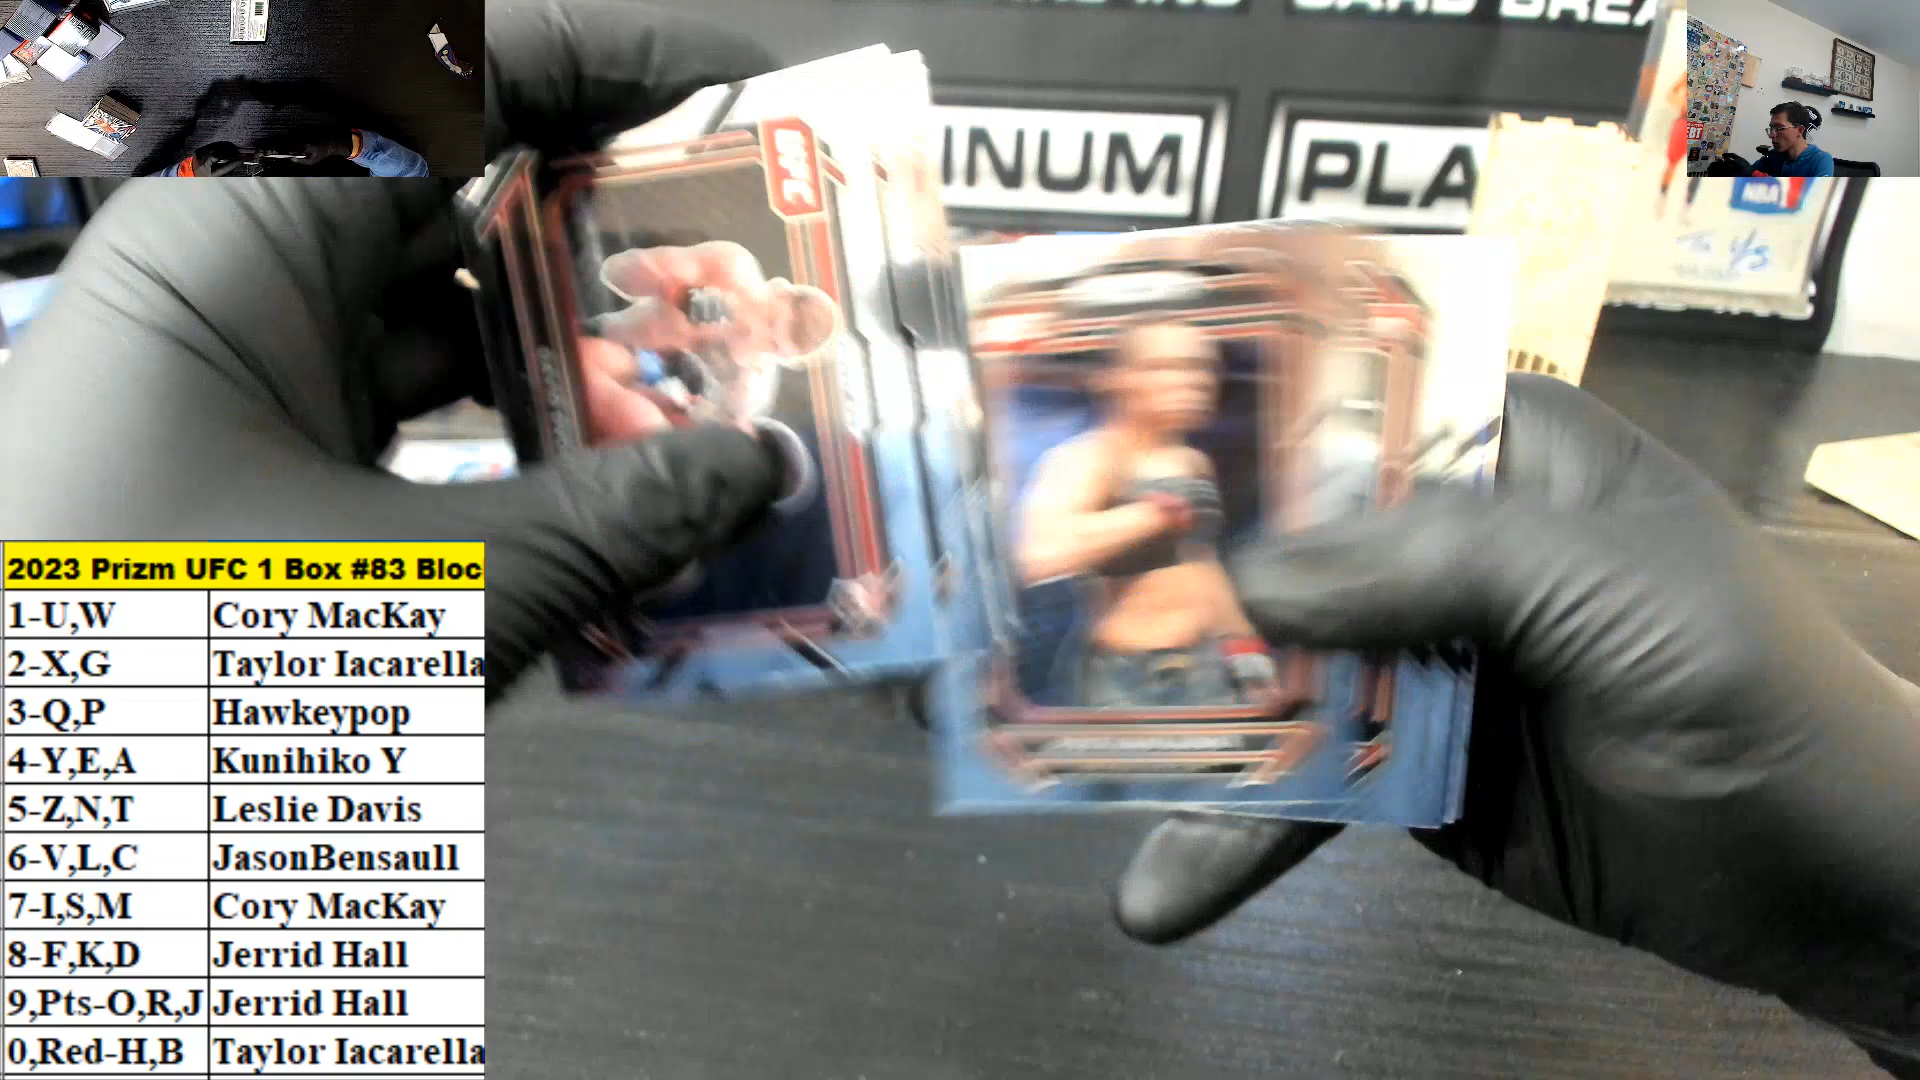 CARD BREA
INUM
PLA
NBA
UFC
2023 Prizm UFC 1 Box #83 Bloc
1-U,W Cory MacKay
2-X,G Taylor Iacarella
3-Q,P Hawkeypop
4-Y,E,A Kunihiko Y
5-Z,N,T Leslie Davis
6-V,L,C JasonBensaull
7-I,S,M Cory MacKay
8-F,K,D Jerrid Hall
9,Pts-O,R,J Jerrid Hall
0,Red-H,B Taylor Iacarella